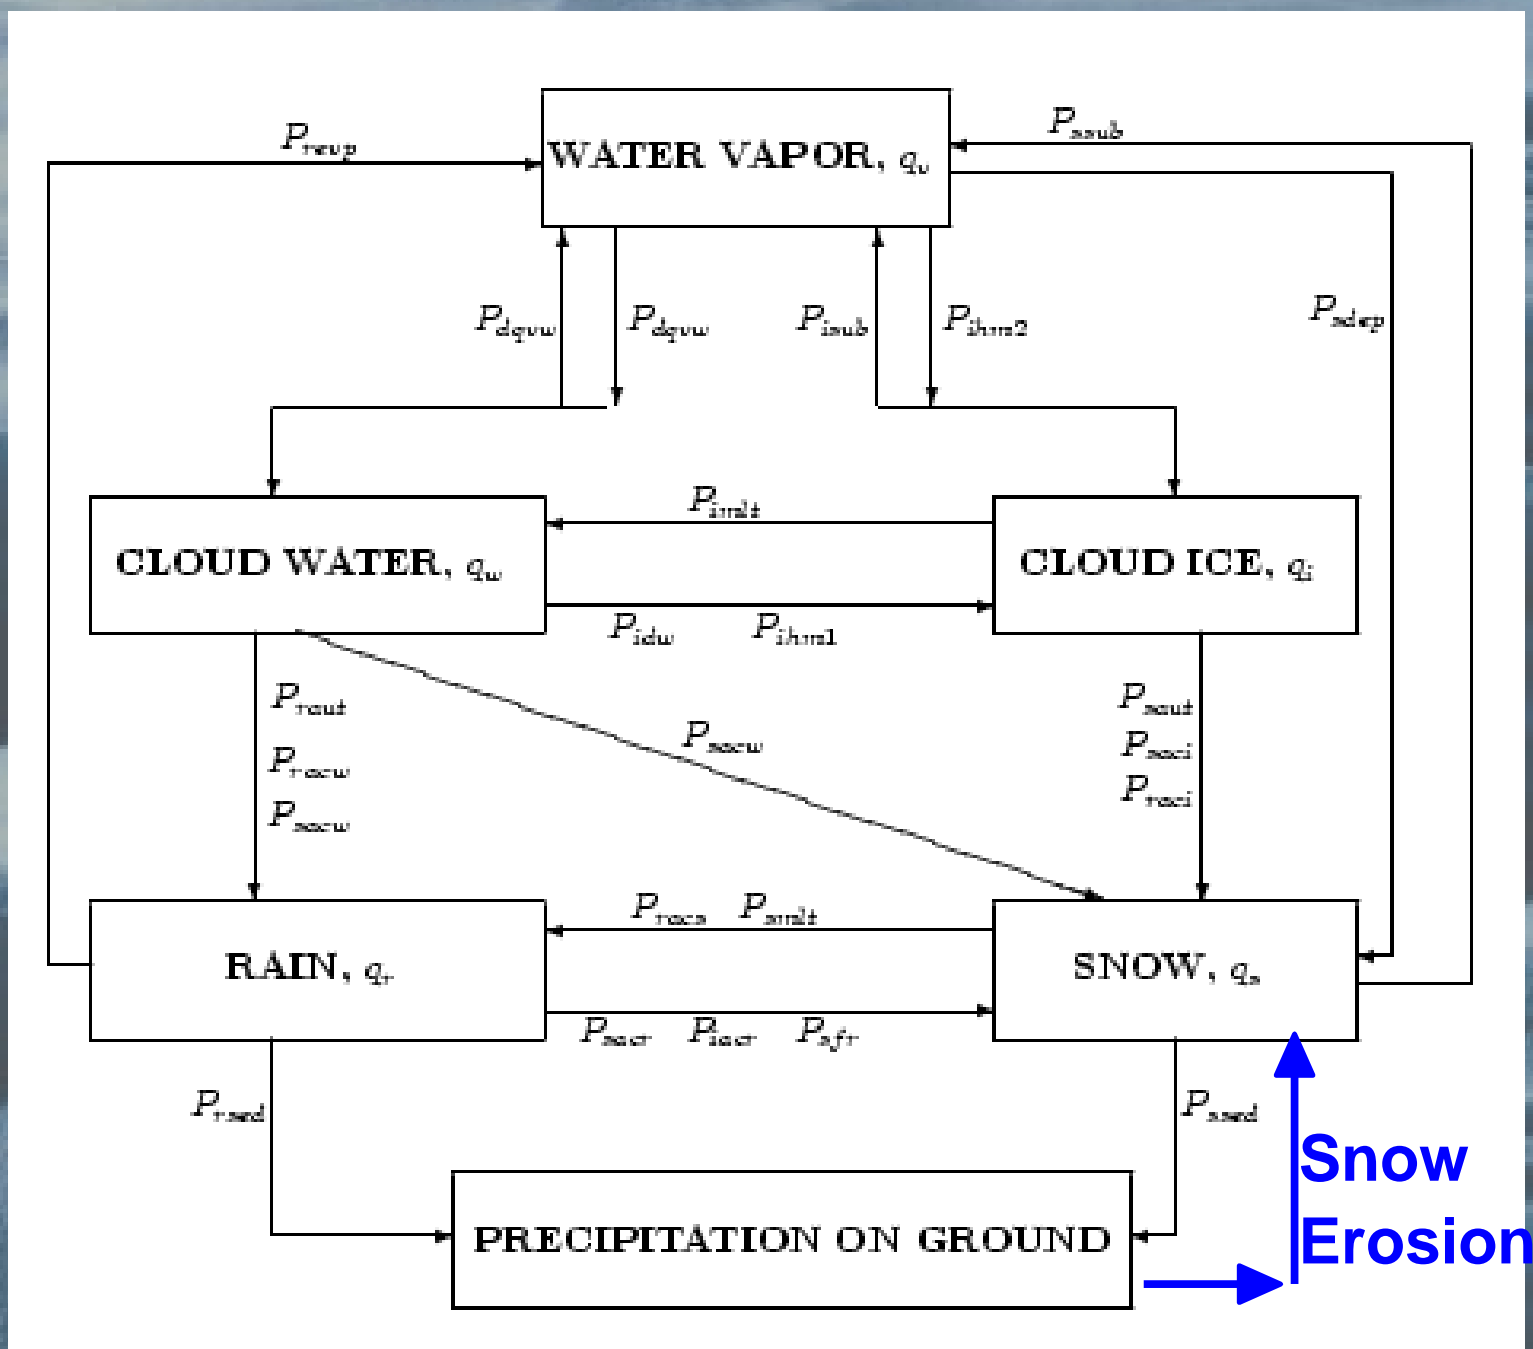 P_revp
P_ssub
WATER VAPOR, q_v
P_dqvw
P_dqvw
P_isub
P_ihm2
P_sdep
P_imlt
CLOUD WATER, q_w
CLOUD ICE, q_i
P_idw P_ihm1
P_raut
P_racw
P_sacw
P_sacw
P_saut
P_saci
P_raci
P_racs P_smlt
RAIN, q_r
SNOW, q_s
P_sacr P_iacr P_sfr
P_rsed
P_ssed
Snow
Erosion
PRECIPITATION ON GROUND